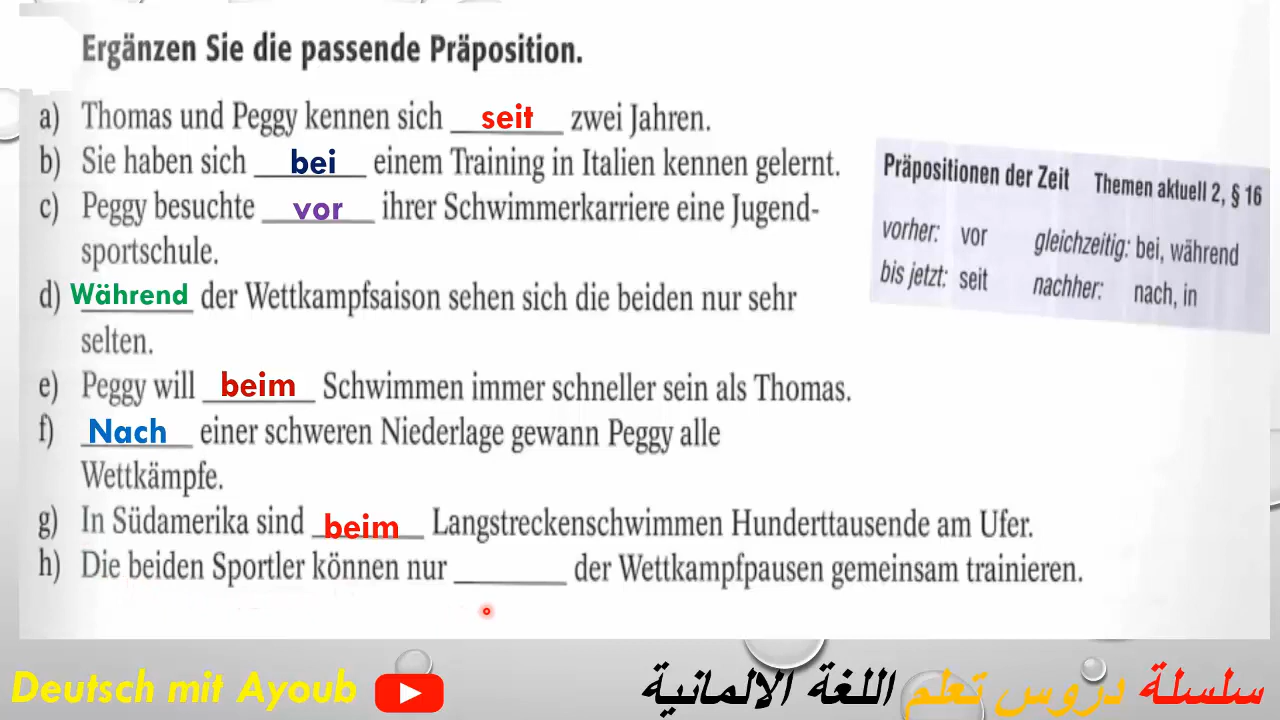 Ergänzen Sie die passende Präposition.
a) Thomas und Peggy kennen sich seit zwei Jahren.
b) Sie haben sich bei einem Training in Italien kennen gelernt.
c) Peggy besuchte vor ihrer Schwimmerkarriere eine Jugend-
sportschule.
d) Während der Wettkampfsaison sehen sich die beiden nur sehr
selten.
e) Peggy will beim Schwimmen immer schneller sein als Thomas.
f) Nach einer schweren Niederlage gewann Peggy alle
Wettkämpfe.
g) In Südamerika sind beim Langstreckenschwimmen Hunderttausende am Ufer.
h) Die beiden Sportler können nur ________ der Wettkampfpausen gemeinsam trainieren.
Präpositionen der Zeit Themen aktuell 2, § 16
vorher: vor gleichzeitig: bei, während
bis jetzt: seit nachher: nach, in
Deutsch mit Ayoub
سلسلة دروس تعلم اللغة الالمانية